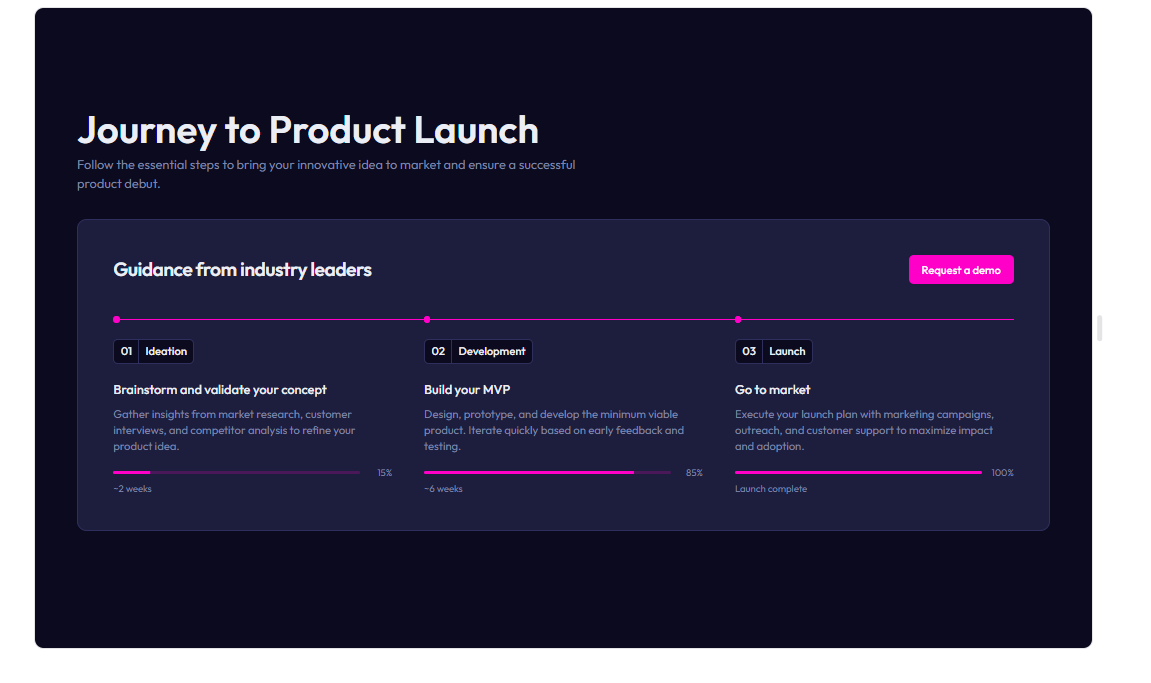 Journey to Product Launch
Follow the essential steps to bring your innovative idea to market and ensure a successful
product debut.
Guidance from industry leaders
Request a demo
01 Ideation
Brainstorm and validate your concept
Gather insights from market research, customer
interviews, and competitor analysis to refine your
product idea.
15%
~2 weeks
02 Development
Build your MVP
Design, prototype, and develop the minimum viable
product. Iterate quickly based on early feedback and
testing.
85%
~6 weeks
03 Launch
Go to market
Execute your launch plan with marketing campaigns,
outreach, and customer support to maximize impact
and adoption.
100%
Launch complete